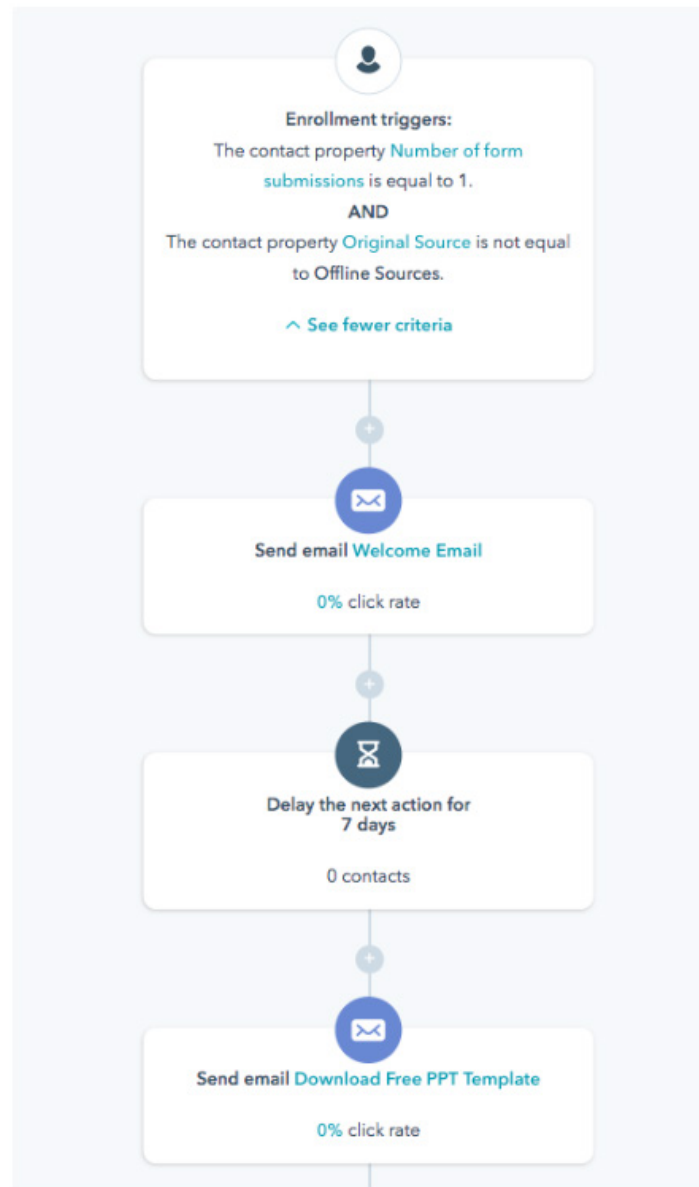 Enrollment triggers:
The contact property Number of form
submissions is equal to 1.
AND
The contact property Original Source is not equal
to Offline Sources.
See fewer criteria
Send email Welcome Email
0% click rate
Delay the next action for
7 days
0 contacts
Send email Download Free PPT Template
0% click rate